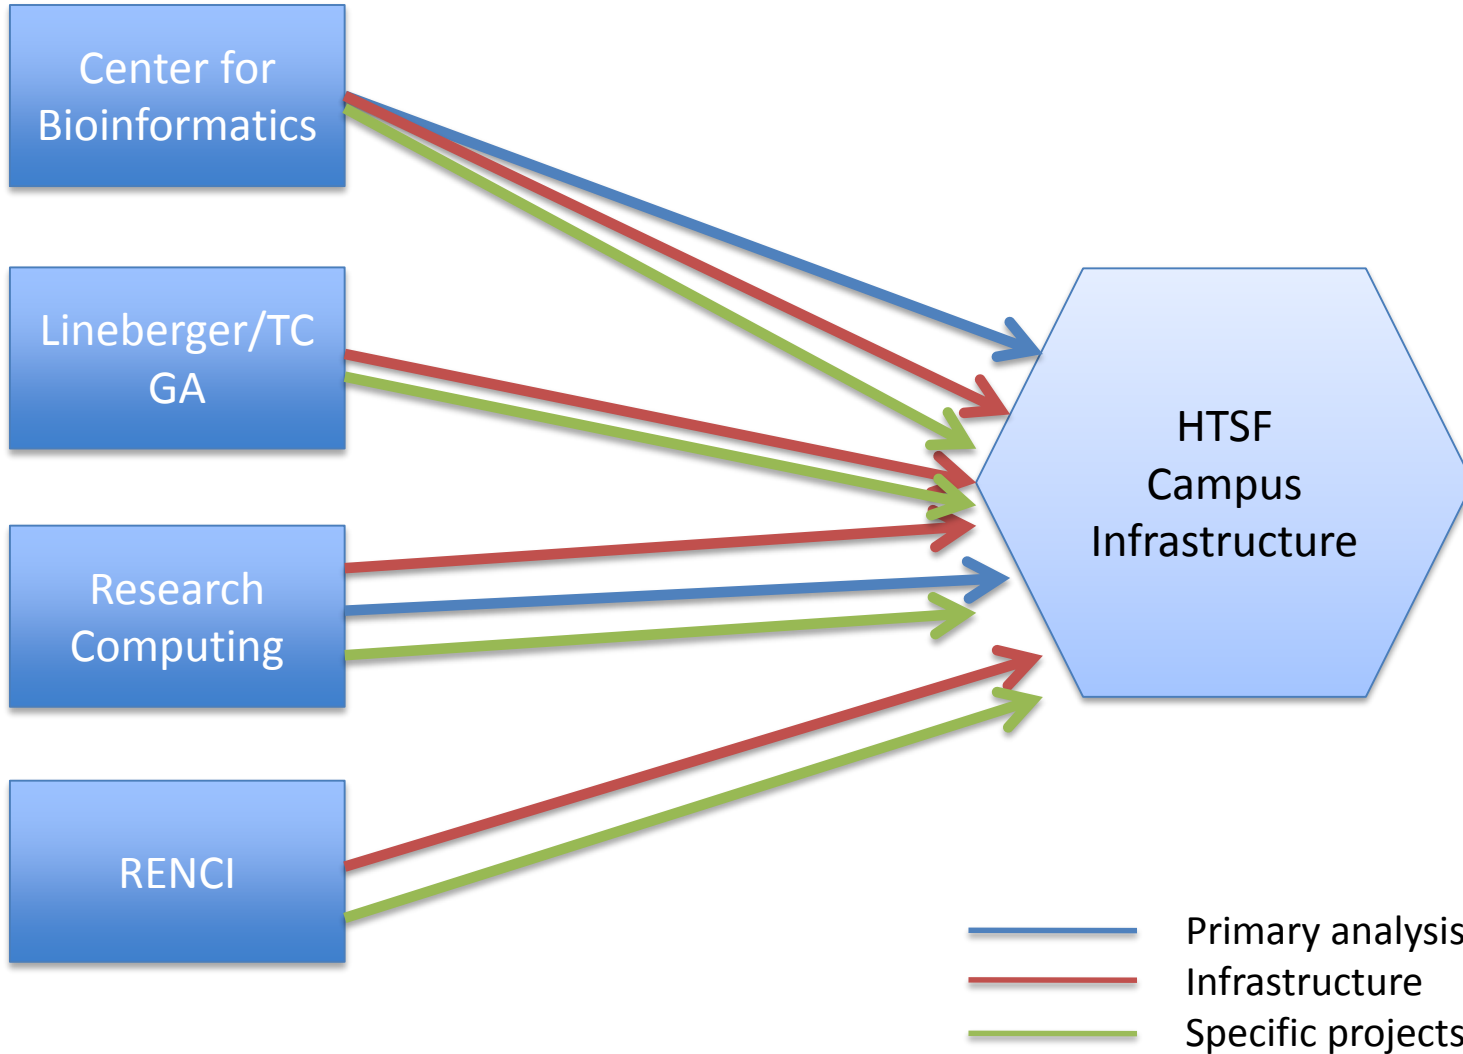 Center for
Bioinformatics
Lineberger/TC
GA
Research
Computing
RENCI
HTSF
Campus
Infrastructure
Primary analysis
Infrastructure
Specific projects